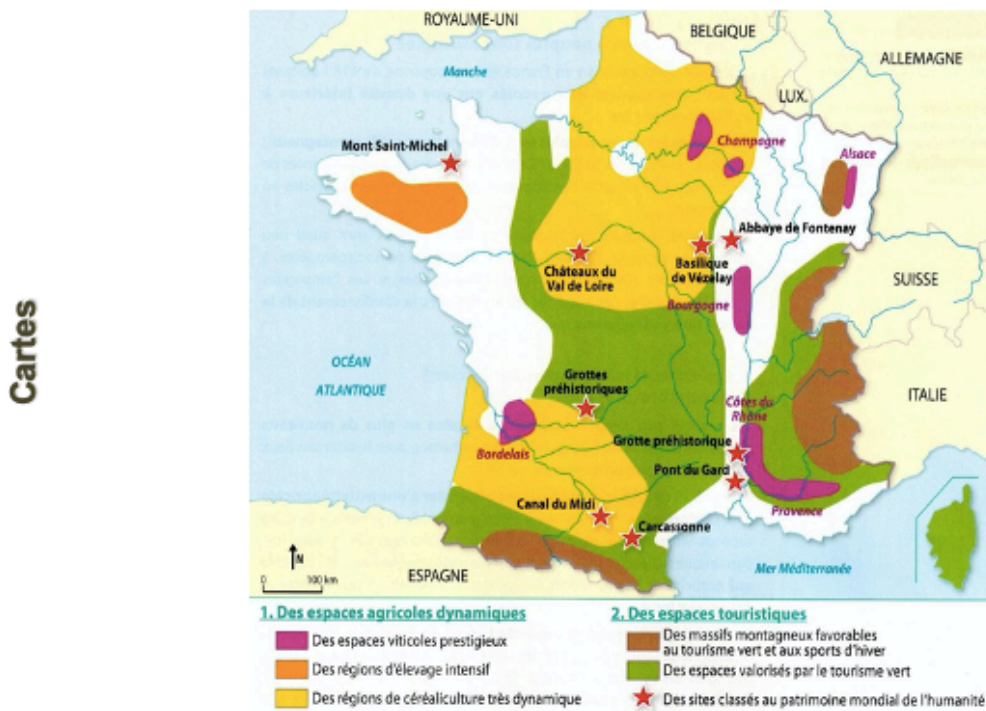 Cartes
ROYAUME-UNI
BELGIQUE
ALLEMAGNE
Manche
LUX.
Mont Saint-Michel
Champagne
Alsace
Abbaye de Fontenay
Châteaux du
Val de Loire
Basilique
de Vézelay
SUISSE
Bourgogne
OCÉAN
ATLANTIQUE
Grottes
préhistoriques
ITALIE
Côtes du
Rhône
Grotte préhistorique
Bordelais
Pont du Gard
Canal du Midi
Provence
Carcassonne
N
0 100 km
ESPAGNE
Mer Méditerranée
1. Des espaces agricoles dynamiques
Des espaces viticoles prestigieux
Des régions d'élevage intensif
Des régions de céréaliculture très dynamique
2. Des espaces touristiques
Des massifs montagneux favorables
au tourisme vert et aux sports d'hiver
Des espaces valorisés par le tourisme vert
Des sites classés au patrimoine mondial de l'humanité